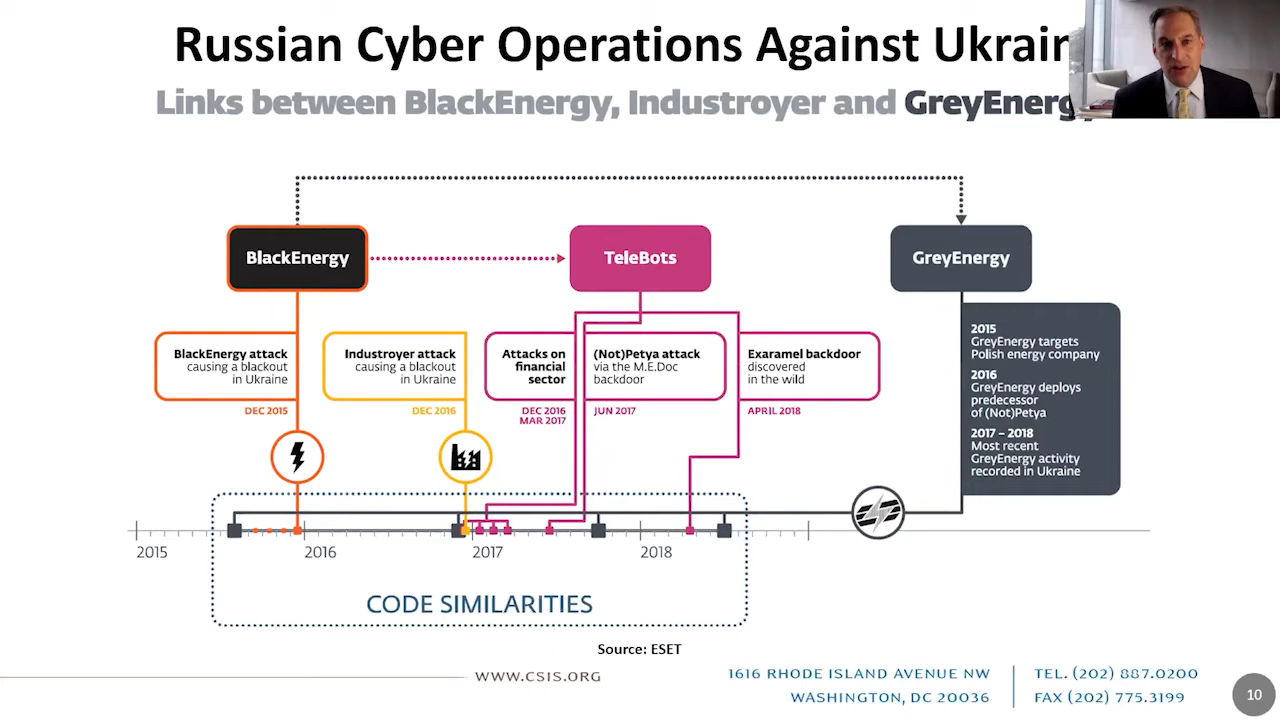 Russian Cyber Operations Against Ukrain
Links between BlackEnergy, Industroyer and GreyEnergy
BlackEnergy
TeleBots
GreyEnergy
BlackEnergy attack
causing a blackout
in Ukraine
DEC 2015
Industroyer attack
causing a blackout
in Ukraine
DEC 2016
Attacks on
financial
sector
DEC 2016
MAR 2017
(Not)Petya attack
via the M.E.Doc
backdoor
JUN 2017
Exaramel backdoor
discovered
in the wild
APRIL 2018
2015
GreyEnergy targets
Polish energy company
2016
GreyEnergy deploys
predecessor
of (Not)Petya
2017 – 2018
Most recent
GreyEnergy activity
recorded in Ukraine
2015
2016
2017
2018
CODE SIMILARITIES
Source: ESET
WWW.CSIS.ORG
1616 RHODE ISLAND AVENUE NW
WASHINGTON, DC 20036
TEL. (202) 887.0200
FAX (202) 775.3199
10